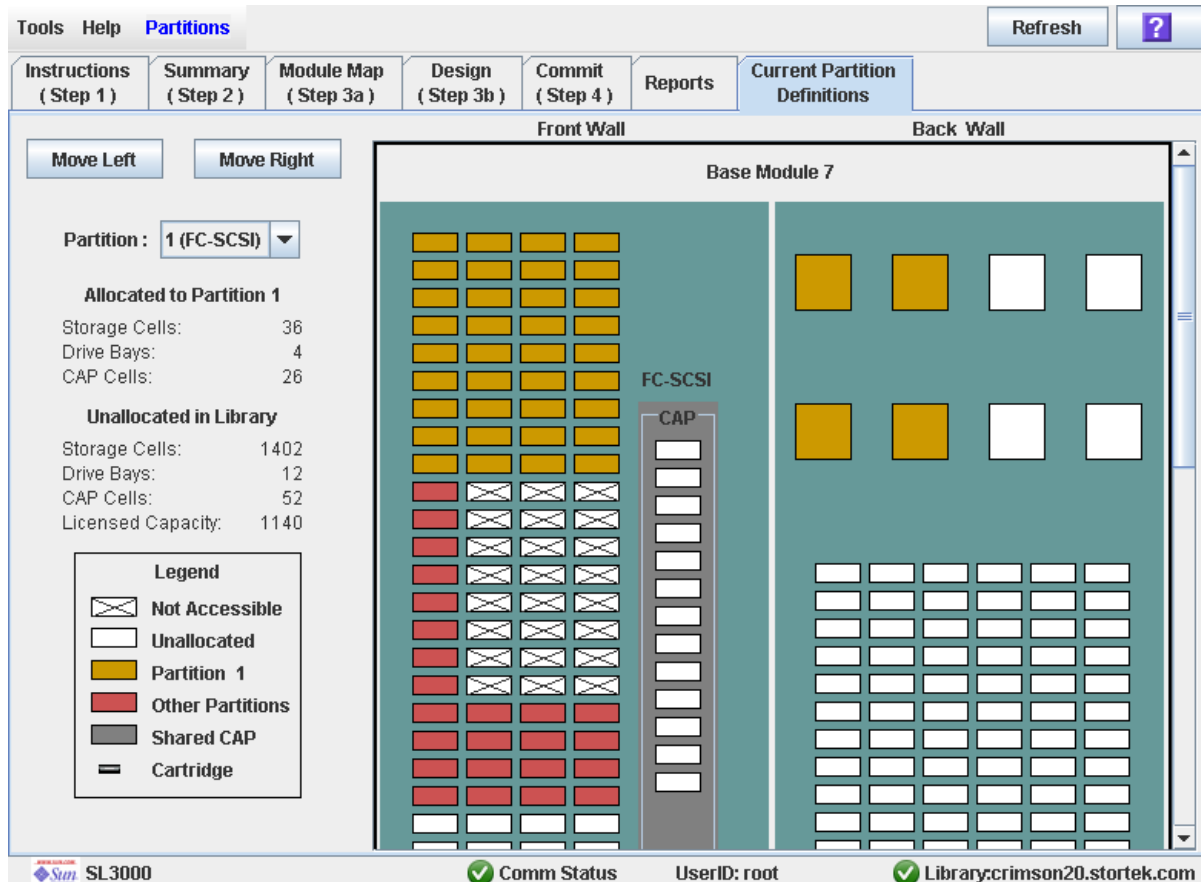 Tools Help Partitions Refresh ?
Instructions ( Step 1 ) Summary ( Step 2 ) Module Map ( Step 3a ) Design ( Step 3b ) Commit ( Step 4 ) Reports Current Partition Definitions
Front Wall Back Wall
Move Left Move Right
Base Module 7
Partition : 1 (FC-SCSI)
Allocated to Partition 1
Storage Cells: 36
Drive Bays: 4
CAP Cells: 26
Unallocated in Library
Storage Cells: 1402
Drive Bays: 12
CAP Cells: 52
Licensed Capacity: 1140
Legend
Not Accessible
Unallocated
Partition 1
Other Partitions
Shared CAP
Cartridge
FC-SCSI
CAP
Sun SL3000 Comm Status UserID: root Library:crimson20.stortek.com